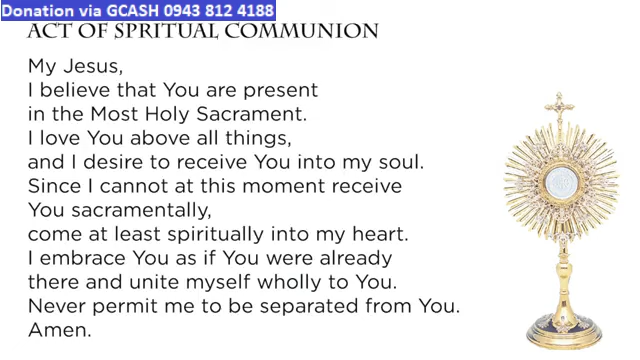 Donation via GCASH 0943 812 4188
ACT OF SPRITUAL COMMUNION
My Jesus,
I believe that You are present
in the Most Holy Sacrament.
I love You above all things,
and I desire to receive You into my soul.
Since I cannot at this moment receive
You sacramentally,
come at least spiritually into my heart.
I embrace You as if You were already
there and unite myself wholly to You.
Never permit me to be separated from You.
Amen.